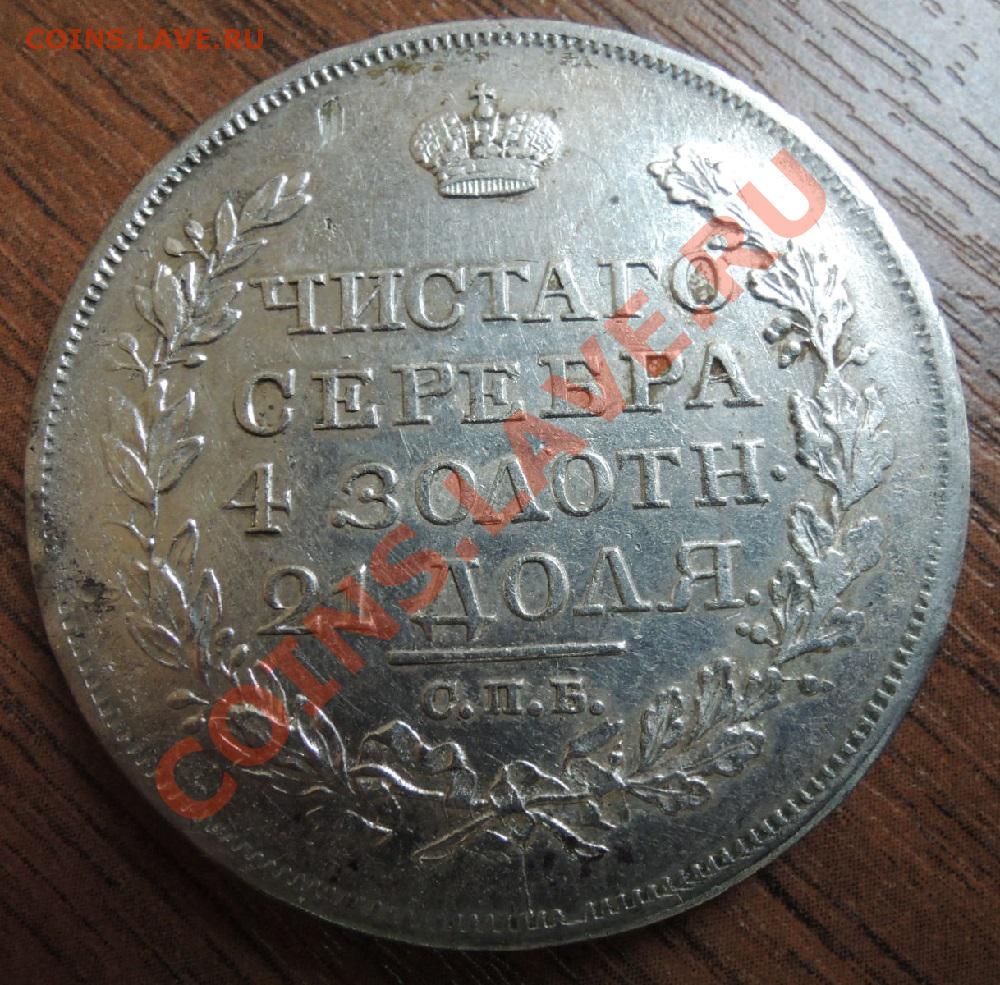 COINS.LAVE.RU
ЧИСТАГО
СЕРЕБРА
4 ЗОЛОТН.
21 ДОЛЯ.
С.П.Б.
COINS.LAVE.RU